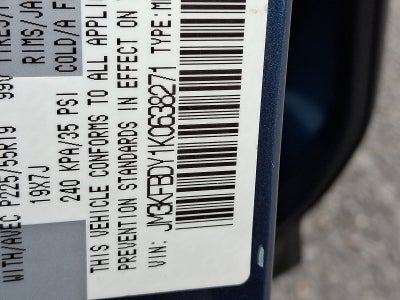 WITH/AVEC P225/55R19 990 TIRES/
19X7J RIMS/JA
240 KPA/35 PSI COLD/A F
THIS VEHICLE CONFORMS TO ALL APPLI
PREVENTION STANDARDS IN EFFECT ON
VIN: JM3KFBDY1K0638271 TYPE:M